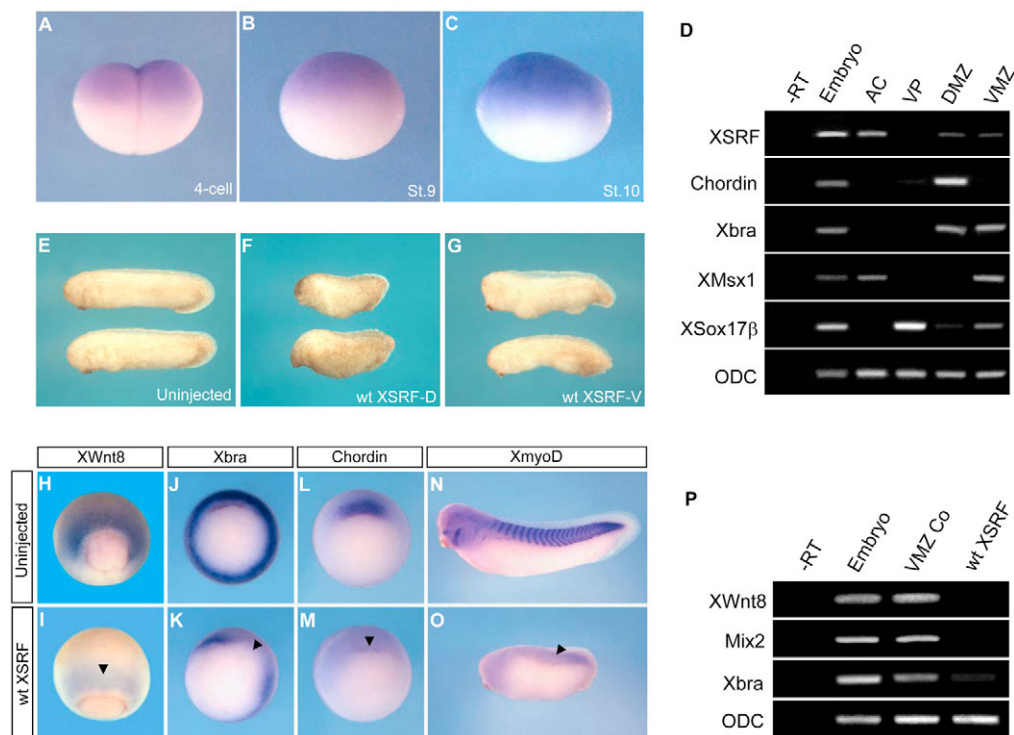 A
4-cell
B
St.9
C
St.10
D
-RT
Embryo
AC
VP
DMZ
VMZ
XSRF
Chordin
Xbra
XMsx1
XSox17β
ODC
E
Uninjected
F
wt XSRF-D
G
wt XSRF-V
XWnt8
Xbra
Chordin
XmyoD
Uninjected
H
J
L
N
wt XSRF
I
K
M
O
P
-RT
Embryo
VMZ Co
wt XSRF
XWnt8
Mix2
Xbra
ODC